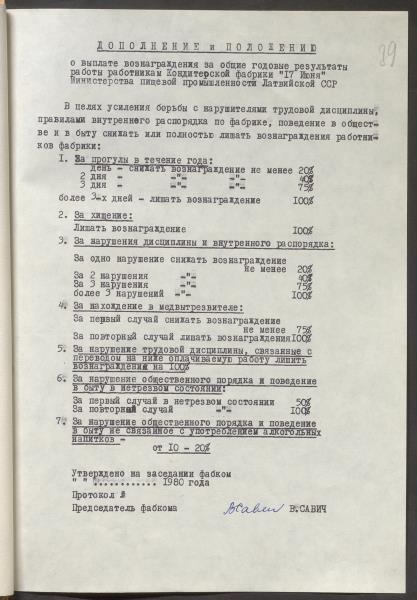 39
ДОПОЛНЕНИЕ и ПОЛОЖЕНИЮ
о выплате вознаграждения за общие годовые результаты
работы работникам Кондитерской фабрики "17 Июня"
Министерства пищевой промышленности Латвийской ССР
В целях усиления борьбы с нарушителями трудовой дисциплины,
правилами внутренного распорядка по фабрике, поведение в общест-
ве и в быту снижать или полностью лишать вознаграждения работни-
ков фабрики:
1. За прогулы в течение года:
день - снижать вознаграждение не менее 20%
2 дня -"- -"- 40%
3 дня -"- -"- 75%
более 3-х дней - лишать вознаграждение 100%
2. За хищение:
Лишать вознаграждение 100%
3. За нарушения дисциплины и внутренного распорядка:
За одно нарушение снижать вознаграждение
не менее 20%
За 2 нарушения -"- 40%
За 3 нарушения -"- 75%
более 3 нарушений -"- 100%
4. За нахождение в медвытрезвителе:
За первый случай снижать вознаграждение
не менее 75%
За повторный случай лишать вознаграждения 100%
5. За нарушение трудовой дисциплины, связанные с
переводом на ниже оплачиваемую работу лишить
вознаграждения на 100%
6. За нарушение общественного порядка и поведение
в быту в нетрезвом состоянии:
За первый случай в нетрезвом состоянии 50%
За повторный случай -"- 100%
7. За нарушение общественного порядка и поведение
в быту не связанное с употреблением алкогольных
напитков -
от 10 - 20%
Утверждено на заседании фабком
" " ............ 1980 года
Протокол №
Председатель фабкома ВСавич В.САВИЧ